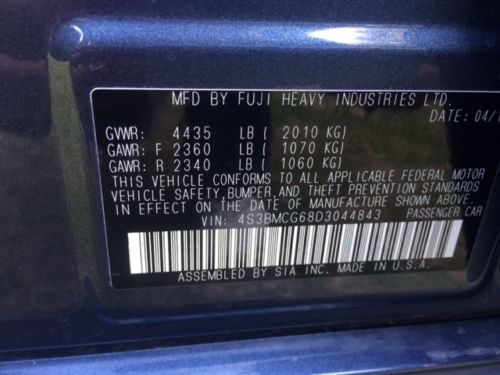 MFD BY FUJI HEAVY INDUSTRIES LTD.
DATE: 04/1
GVWR: 4435 LB ( 2010 KG)
GAWR: F 2360 LB ( 1070 KG)
GAWR: R 2340 LB ( 1060 KG)
THIS VEHICLE CONFORMS TO ALL APPLICABLE FEDERAL MOTOR
VEHICLE SAFETY, BUMPER, AND THEFT PREVENTION STANDARDS
IN EFFECT ON THE DATE OF MANUFACTURE SHOWN ABOVE.
VIN: 4S3BMCG68D3044843 PASSENGER CAR
ASSEMBLED BY SIA INC. MADE IN U.S.A.